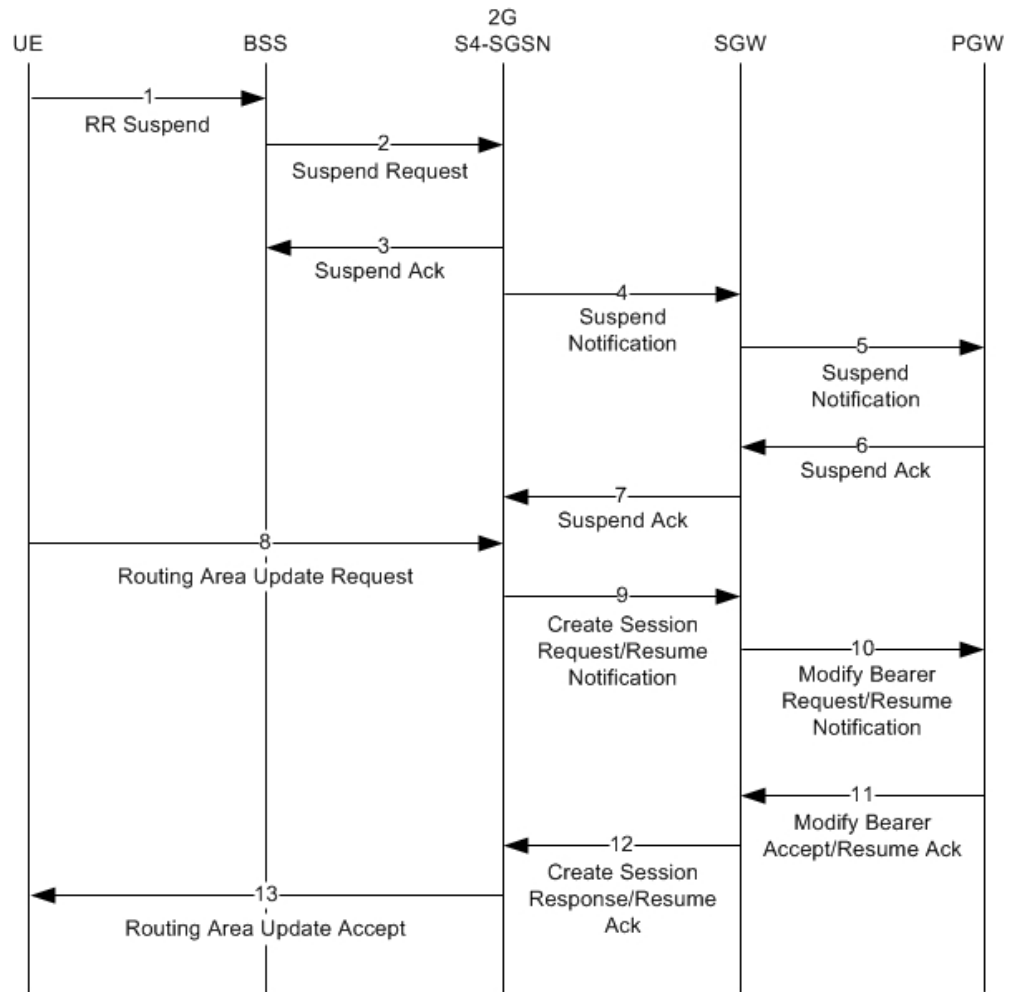 2G
UE BSS S4-SGSN SGW PGW
1
RR Suspend
2
Suspend Request
3
Suspend Ack
4
Suspend
Notification
5
Suspend
Notification
6
Suspend Ack
7
Suspend Ack
8
Routing Area Update Request
9
Create Session
Request/Resume
Notification
10
Modify Bearer
Request/Resume
Notification
11
Modify Bearer
Accept/Resume Ack
12
Create Session
Response/Resume
Ack
13
Routing Area Update Accept